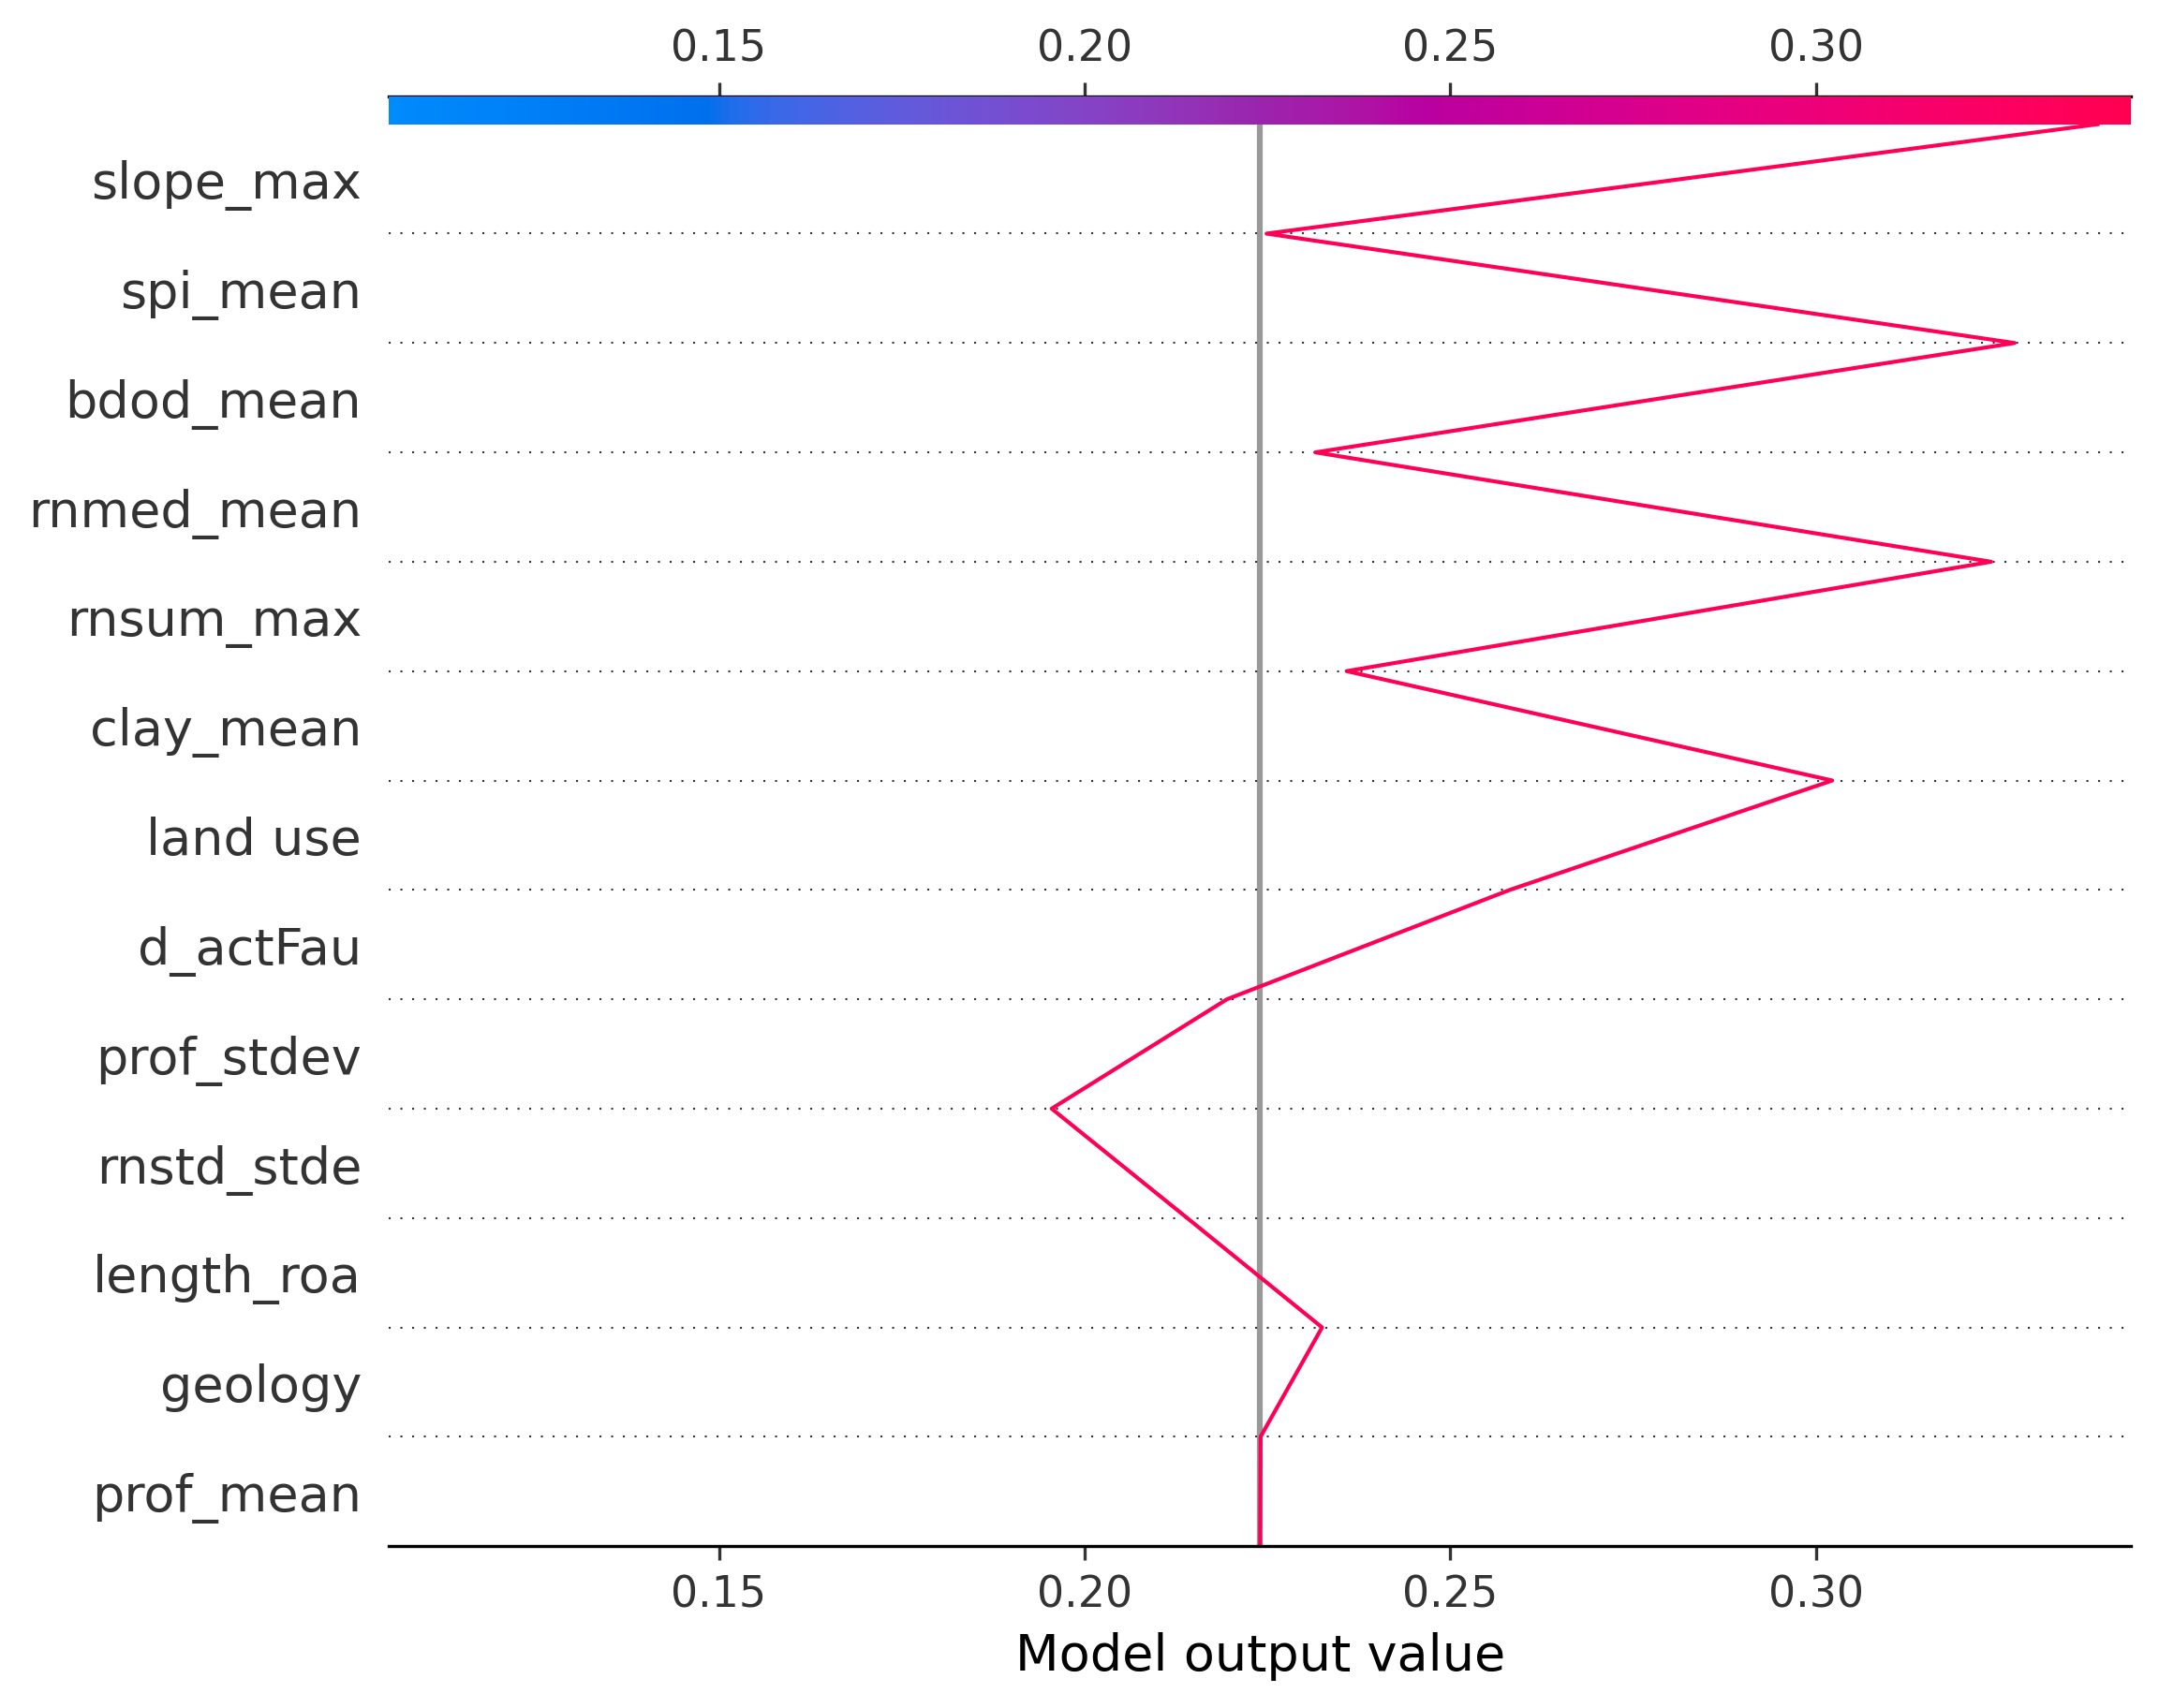 0.15 0.20 0.25 0.30
slope_max
spi_mean
bdod_mean
rnmed_mean
rnsum_max
clay_mean
land use
d_actFau
prof_stdev
rnstd_stde
length_roa
geology
prof_mean
0.15 0.20 0.25 0.30
Model output value